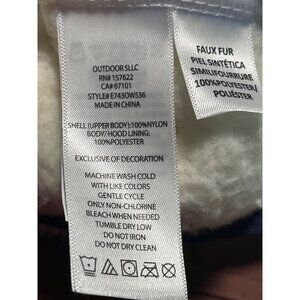 OUTDOOR 5LLC
RN# 157622
CA# 67101
STYLE# E743OW536
MADE IN CHINA
SHELL (UPPER BODY):100%NYLON
BODY/ HOOD LINING:
100%POLYESTER
EXCLUSIVE OF DECORATION
MACHINE WASH COLD
WITH LIKE COLORS
GENTLE CYCLE
ONLY NON-CHLORINE
BLEACH WHEN NEEDED
TUMBLE DRY LOW
DO NOT IRON
DO NOT DRY CLEAN
FAUX FUR
PIEL SINTÉTICA
SIMILIFOURRURE
100%POLYESTER/
POLIÉSTER